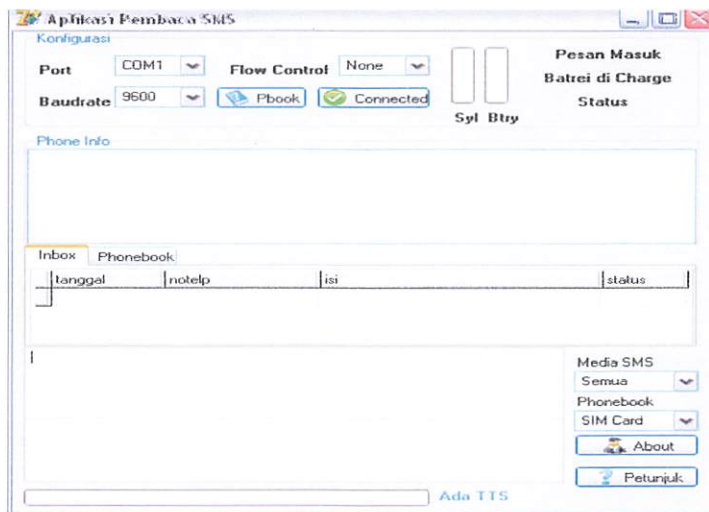 Aplikasi Pembaca SMS
Konfigurasi
Port COM1 Flow Control None
Baudrate 9600 Pbook Connected
Syl Btry
Pesan Masuk
Batrei di Charge
Status
Phone Info
Inbox Phonebook
tanggal notelp isi status
Media SMS
Semua
Phonebook
SIM Card
About
Petunjuk
Ada TTS